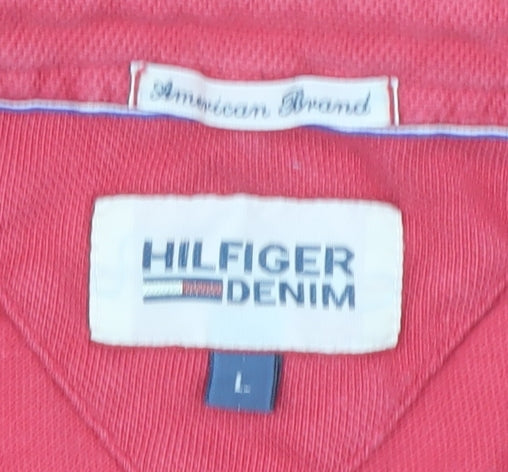 American Brand
HILFIGER
DENIM
L